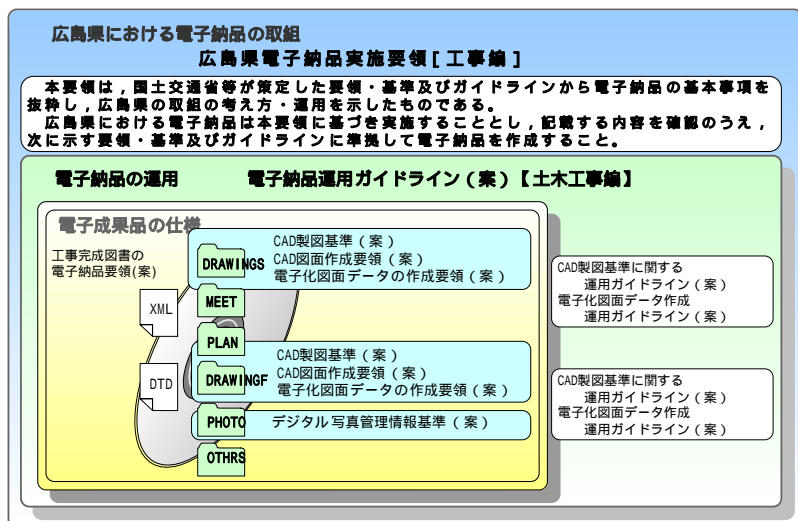 広島県における電子納品の取組
広島県電子納品実施要領[工事編]
本要領は，国土交通省等が策定した要領・基準及びガイドラインから電子納品の基本事項を
抜粋し，広島県の取組の考え方・運用を示したものである。
広島県における電子納品は本要領に基づき実施することとし，記載する内容を確認のうえ，
次に示す要領・基準及びガイドラインに準拠して電子納品を作成すること。
電子納品の運用
電子納品運用ガイドライン（案）【土木工事編】
電子成果品の仕様
工事完成図書の
電子納品要領(案)
XML
DTD
DRAWINGS
CAD製図基準（案）
CAD図面作成要領（案）
電子化図面データの作成要領（案）
MEET
PLAN
DRAWINGF
CAD製図基準（案）
CAD図面作成要領（案）
電子化図面データの作成要領（案）
PHOTO
デジタル写真管理情報基準（案）
OTHRS
CAD製図基準に関する
運用ガイドライン（案）
電子化図面データ作成
運用ガイドライン（案）
CAD製図基準に関する
運用ガイドライン（案）
電子化図面データ作成
運用ガイドライン（案）